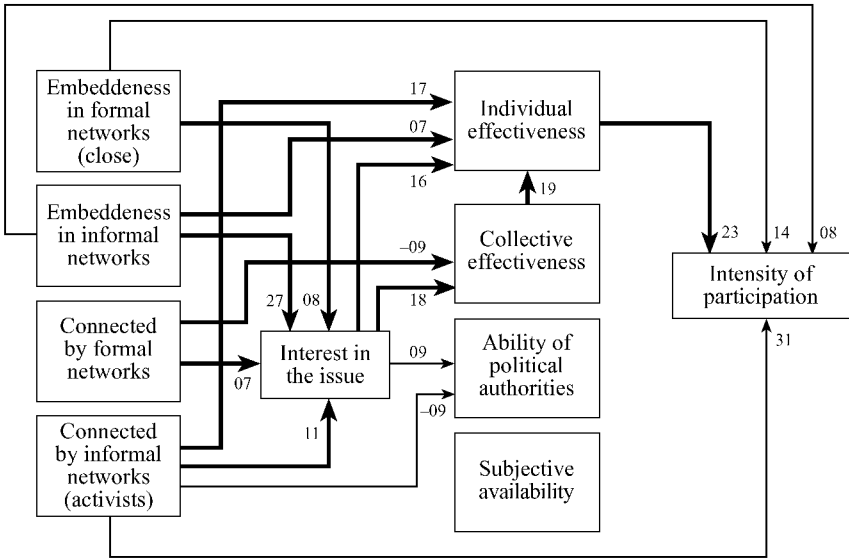 Embeddeness
in formal
networks
(close)
Embeddeness
in informal
networks
Connected
by formal
networks
Connected
by informal
networks
(activists)
17
07
16
–09
18
27
08
07
11
Interest in
the issue
09
–09
Individual
effectiveness
19
Collective
effectiveness
Ability of
political
authorities
Subjective
availability
23
14
08
Intensity of
participation
31